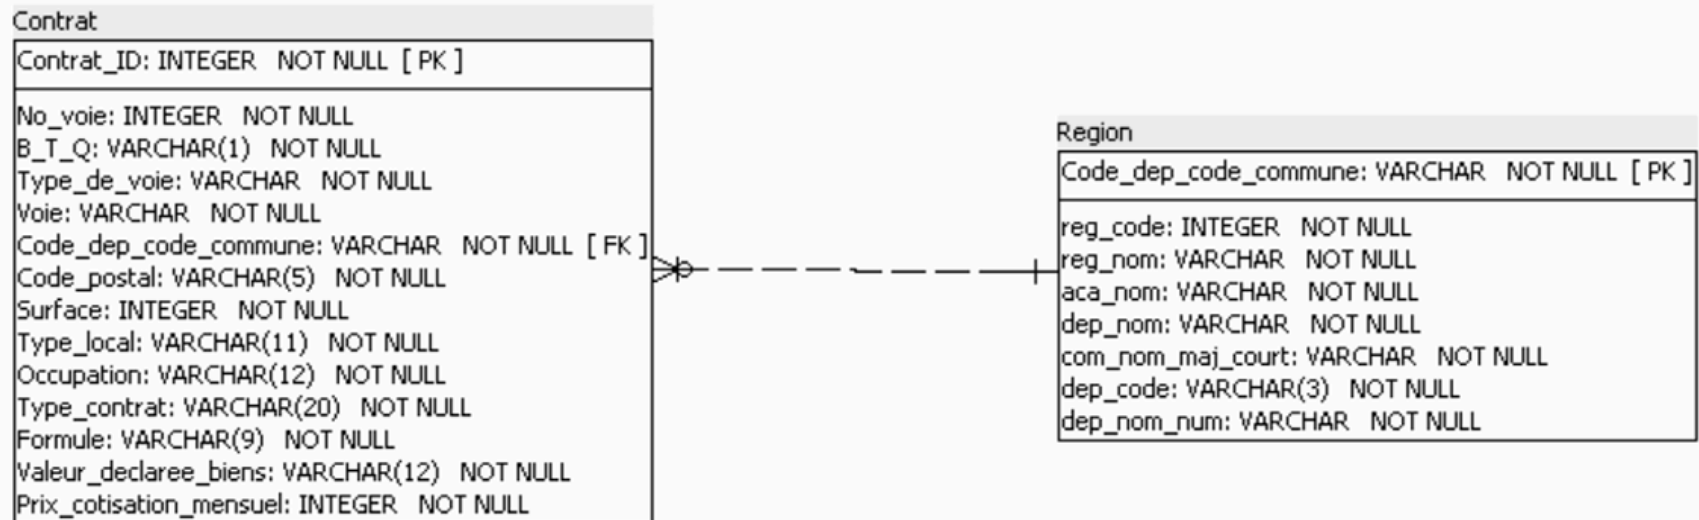 Contrat
Contrat_ID: INTEGER NOT NULL [ PK ]
No_voie: INTEGER NOT NULL
B_T_Q: VARCHAR(1) NOT NULL
Type_de_voie: VARCHAR NOT NULL
Voie: VARCHAR NOT NULL
Code_dep_code_commune: VARCHAR NOT NULL [ FK ]
Code_postal: VARCHAR(5) NOT NULL
Surface: INTEGER NOT NULL
Type_local: VARCHAR(11) NOT NULL
Occupation: VARCHAR(12) NOT NULL
Type_contrat: VARCHAR(20) NOT NULL
Formule: VARCHAR(9) NOT NULL
Valeur_declaree_biens: VARCHAR(12) NOT NULL
Prix_cotisation_mensuel: INTEGER NOT NULL
Region
Code_dep_code_commune: VARCHAR NOT NULL [ PK ]
reg_code: INTEGER NOT NULL
reg_nom: VARCHAR NOT NULL
aca_nom: VARCHAR NOT NULL
dep_nom: VARCHAR NOT NULL
com_nom_maj_court: VARCHAR NOT NULL
dep_code: VARCHAR(3) NOT NULL
dep_nom_num: VARCHAR NOT NULL